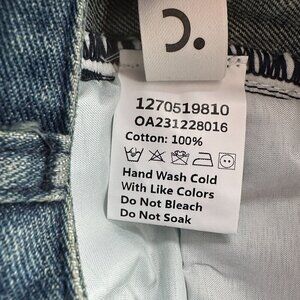 1270519810
OA231228016
Cotton: 100%
Hand Wash Cold
With Like Colors
Do Not Bleach
Do Not Soak